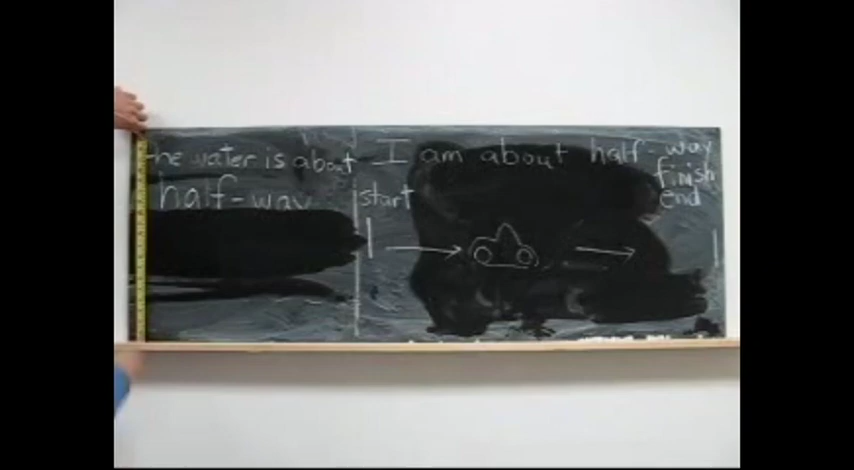 the water is about
half-way
I am about half-way
start
finish
end